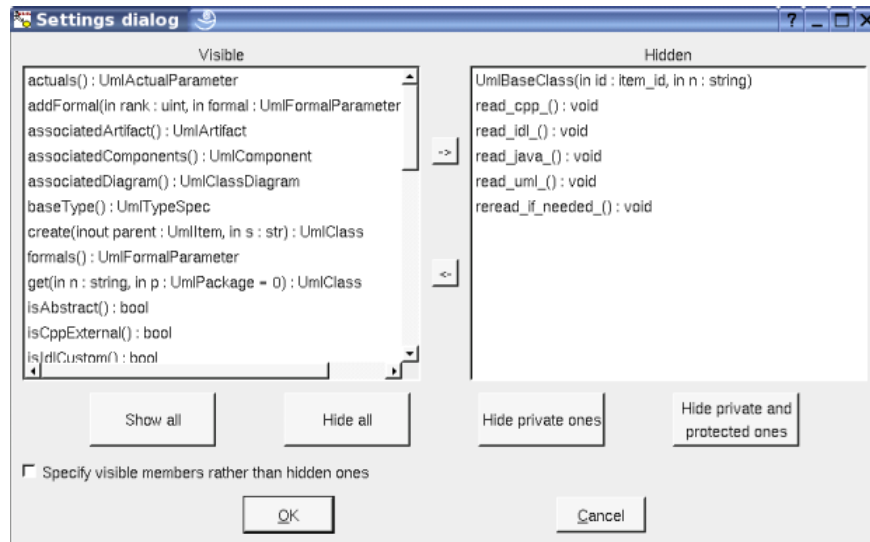 Settings dialog
? _ X
Visible
Hidden
actuals() : UmlActualParameter
addFormal(in rank : uint, in formal : UmlFormalParameter
associatedArtifact() : UmlArtifact
associatedComponents() : UmlComponent
associatedDiagram() : UmlClassDiagram
baseType() : UmlTypeSpec
create(inout parent : UmlItem, in s : str) : UmlClass
formals() : UmlFormalParameter
get(in n : string, in p : UmlPackage = 0) : UmlClass
isAbstract() : bool
isCppExternal() : bool
isIdlCustom() : bool
->
<-
UmlBaseClass(in id : item_id, in n : string)
read_cpp_() : void
read_idl_() : void
read_java_() : void
read_uml_() : void
reread_if_needed_() : void
Show all
Hide all
Hide private ones
Hide private and
protected ones
Specify visible members rather than hidden ones
OK
Cancel